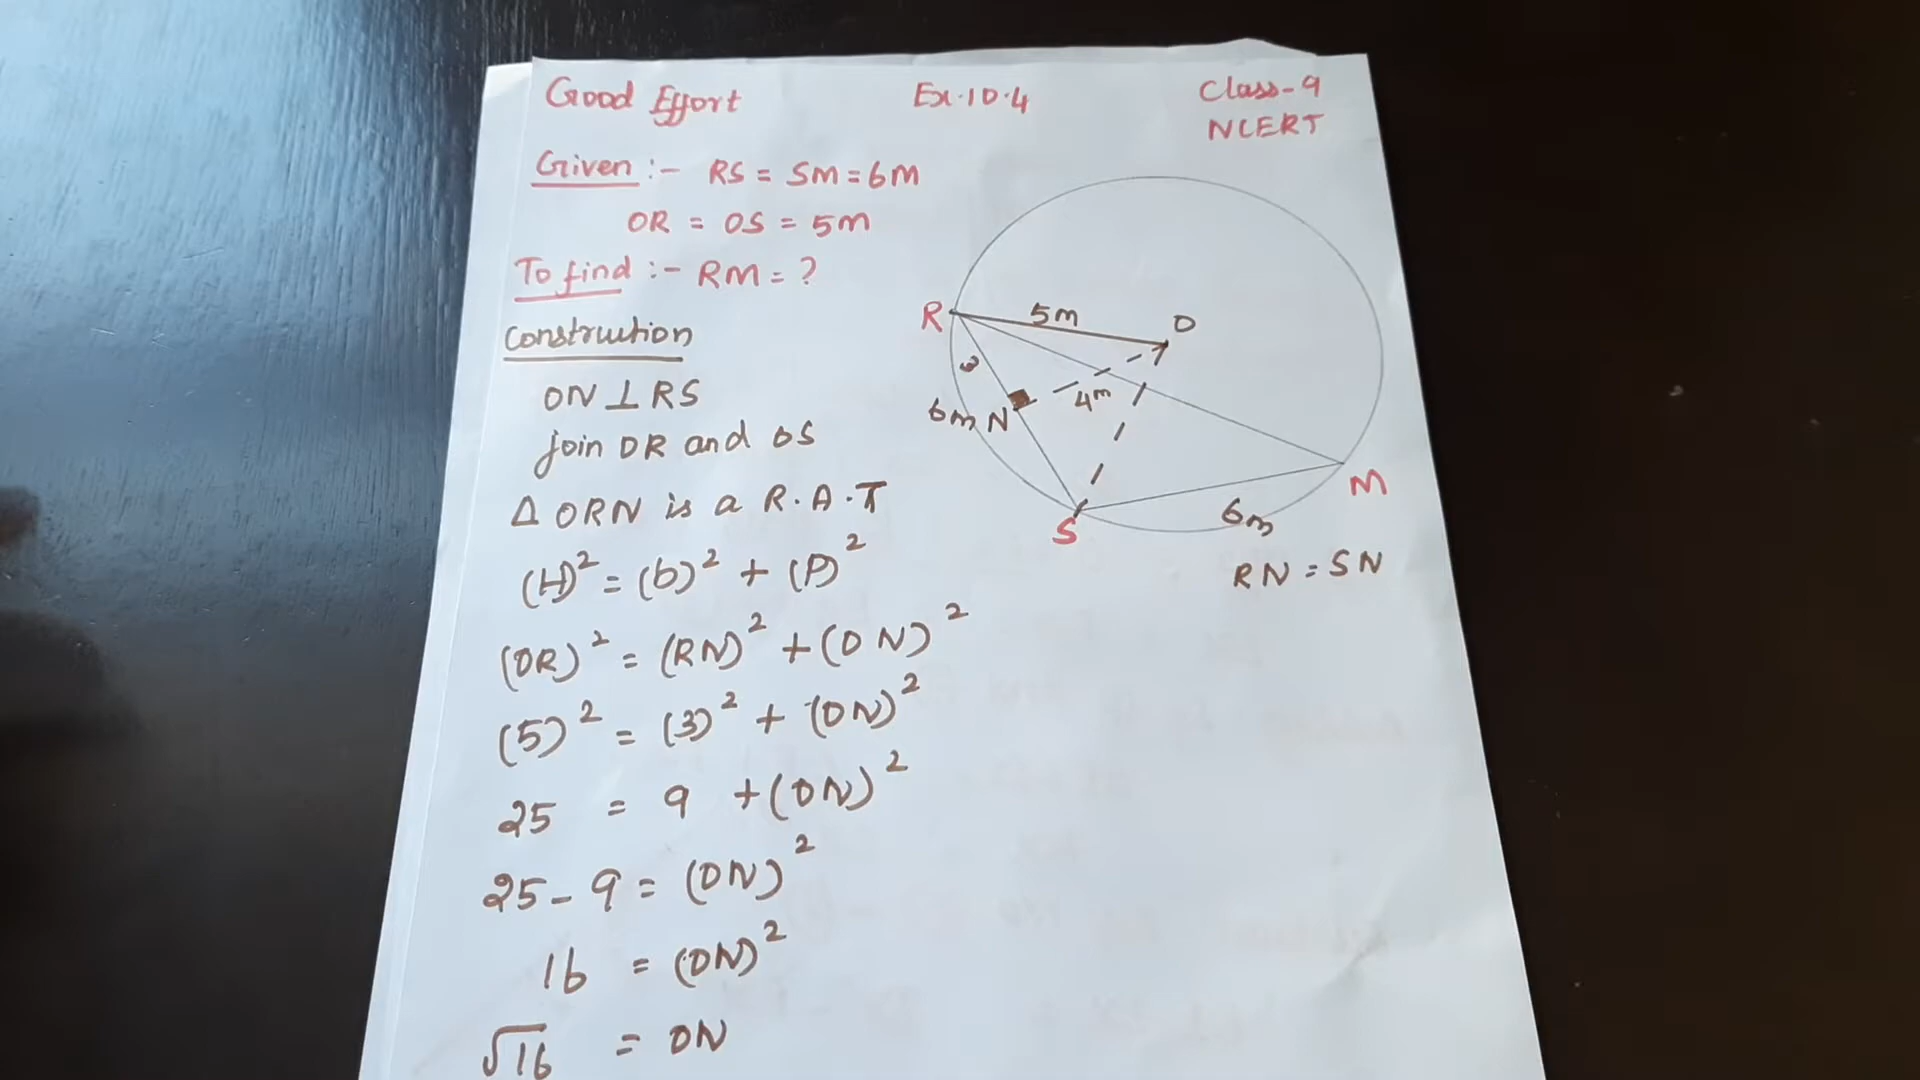 Good Effort Ex.10.4 Class-9
NCERT
Given :- RS = SM = 6M
OR = OS = 5m
To find :- RM = ?
Construction
ON ⊥ RS
join OR and OS
Δ ORN is a R.A.T
(H)² = (b)² + (P)²
(OR)² = (RN)² + (ON)²
(5)² = (3)² + (ON)²
25 = 9 + (ON)²
25 - 9 = (ON)²
16 = (ON)²
√16 = ON
R 5m O
3
6m N 4m
S 6m M
RN = SN